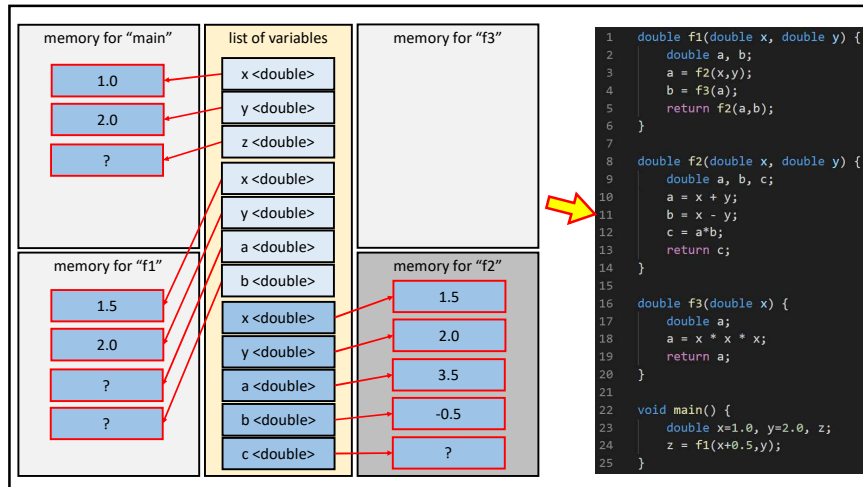 memory for “main”
1.0
2.0
?
list of variables
x <double>
y <double>
z <double>
x <double>
y <double>
a <double>
b <double>
x <double>
y <double>
a <double>
b <double>
c <double>
memory for “f3”
memory for “f1”
1.5
2.0
?
?
memory for “f2”
1.5
2.0
3.5
-0.5
?
1 double f1(double x, double y) {
2     double a, b;
3     a = f2(x,y);
4     b = f3(a);
5     return f2(a,b);
6 }
7
8 double f2(double x, double y) {
9     double a, b, c;
10     a = x + y;
11     b = x - y;
12     c = a*b;
13     return c;
14 }
15
16 double f3(double x) {
17     double a;
18     a = x * x * x;
19     return a;
20 }
21
22 void main() {
23     double x=1.0, y=2.0, z;
24     z = f1(x+0.5,y);
25 }